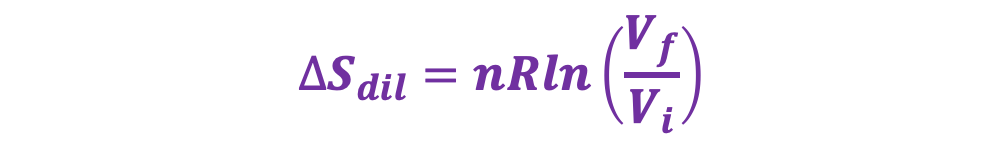 ΔS_dil = nRln(V_f/V_i)